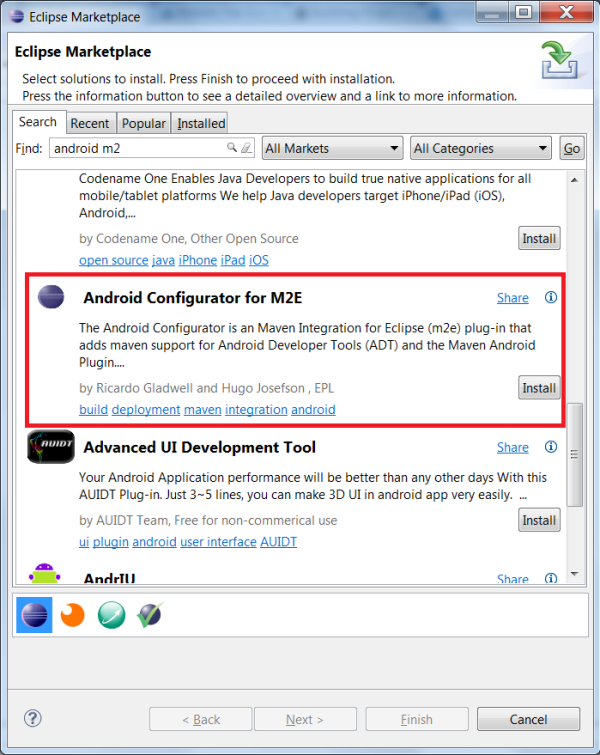 Eclipse Marketplace
Eclipse Marketplace
Select solutions to install. Press Finish to proceed with installation.
Press the information button to see a detailed overview and a link to more information.
Search Recent Popular Installed
Find: android m2 All Markets All Categories Go
Codename One Enables Java Developers to build true native applications for all
mobile/tablet platforms We help Java developers target iPhone/iPad (iOS),
Android,...
by Codename One, Other Open Source Install
open source java iPhone iPad iOS
Android Configurator for M2E Share
The Android Configurator is an Maven Integration for Eclipse (m2e) plug-in that
adds maven support for Android Developer Tools (ADT) and the Maven Android
Plugin....
by Ricardo Gladwell and Hugo Josefson , EPL Install
build deployment maven integration android
AUIDT Advanced UI Development Tool Share
Your Android Application performance will be better than any other days With this
AUIDT Plug-in. Just 3~5 lines, you can make 3D UI in android app very easily. ...
by AUIDT Team, Free for non-commerical use Install
ui plugin android user interface AUIDT
AndrIU Share
? < Back Next > Finish Cancel